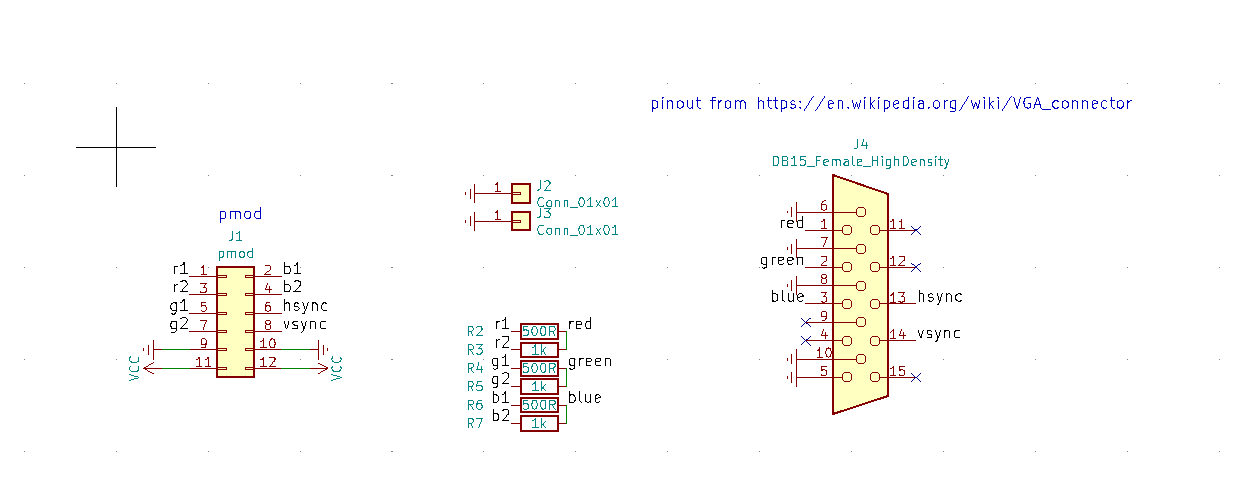 pinout from https://en.wikipedia.org/wiki/VGA_connector
J4
DB15_Female_HighDensity
6
red 1 11
7
green 2 12
8
blue 3 13 hsync
9
4 14 vsync
10
5 15
1 J2
Conn_01x01
1 J3
Conn_01x01
pmod
J1
pmod
r1 1 2 b1
r2 3 4 b2
g1 5 6 hsync
g2 7 8 vsync
9 10
VCC 11 12 VCC
R2 r1 500R red
R3 r2 1k
R4 g1 500R green
R5 g2 1k
R6 b1 500R blue
R7 b2 1k